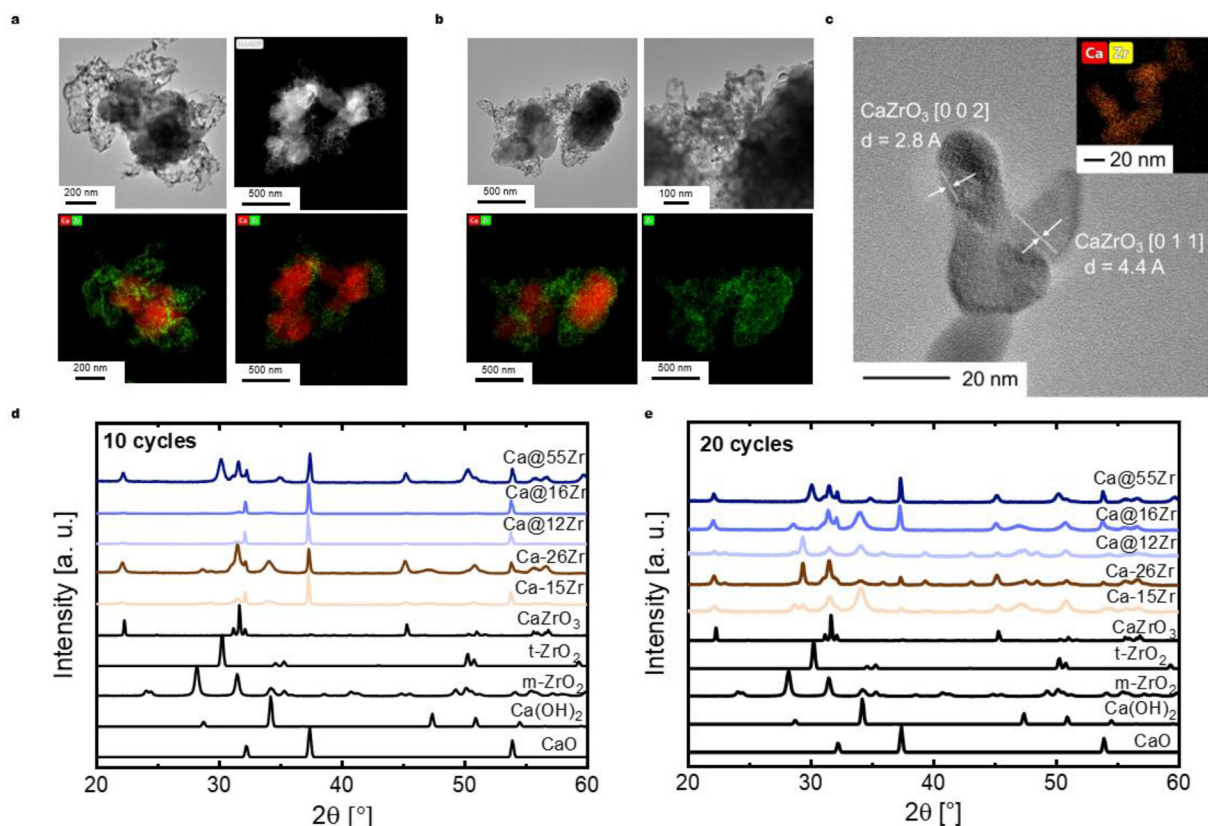 a
b
c
200 nm
HAADF
500 nm
500 nm
100 nm
Ca Zr
200 nm
Ca Zr
500 nm
Ca Zr
500 nm
Zr
500 nm
Ca Zr
20 nm
CaZrO3 [0 0 2]
d = 2.8 A
CaZrO3 [0 1 1]
d = 4.4 A
20 nm
d
10 cycles
Ca@55Zr
Ca@16Zr
Ca@12Zr
Ca-26Zr
Ca-15Zr
CaZrO3
t-ZrO2
m-ZrO2
Ca(OH)2
CaO
Intensity [a. u.]
20 30 40 50 60
2θ [°]
e
20 cycles
Ca@55Zr
Ca@16Zr
Ca@12Zr
Ca-26Zr
Ca-15Zr
CaZrO3
t-ZrO2
m-ZrO2
Ca(OH)2
CaO
Intensity [a. u.]
20 30 40 50 60
2θ [°]